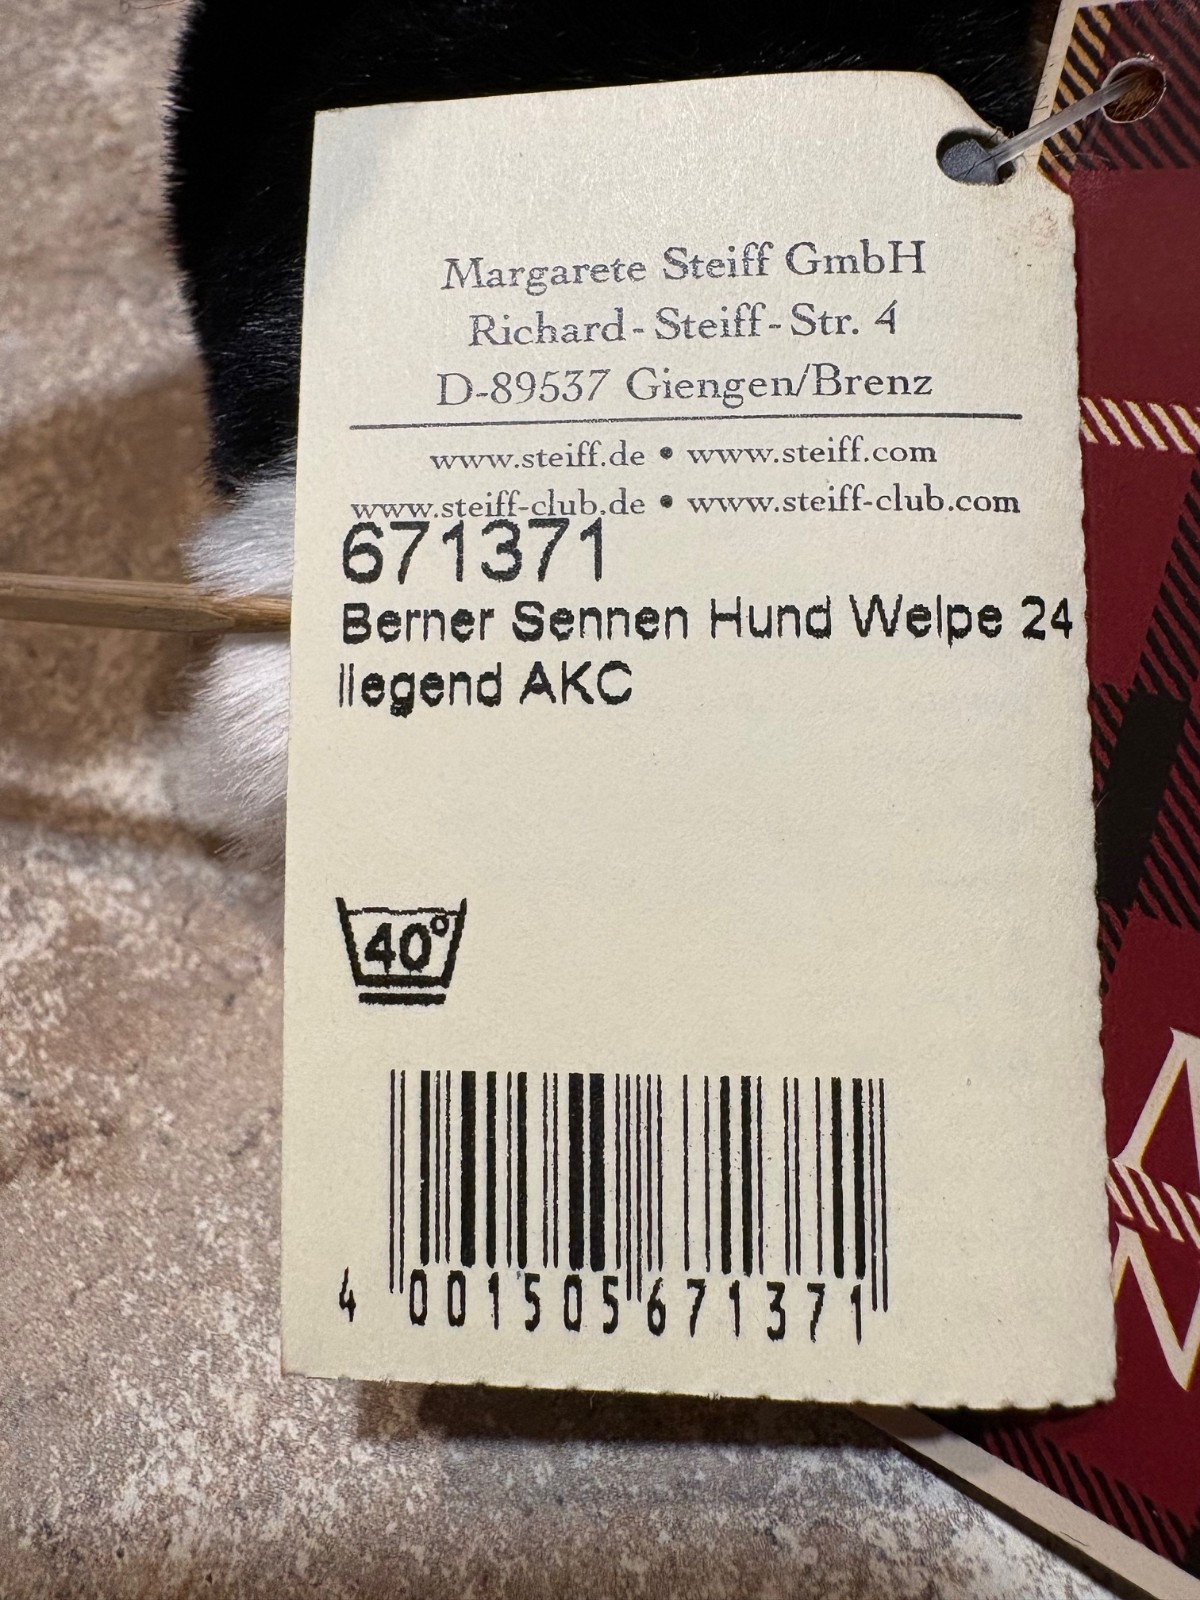 Margarete Steiff GmbH
Richard-Steiff-Str. 4
D-89537 Giengen/Brenz
www.steiff.de • www.steiff.com
www.steiff-club.de • www.steiff-club.com
671371
Berner Sennen Hund Welpe 24
liegend AKC
40°
4 001505 671371